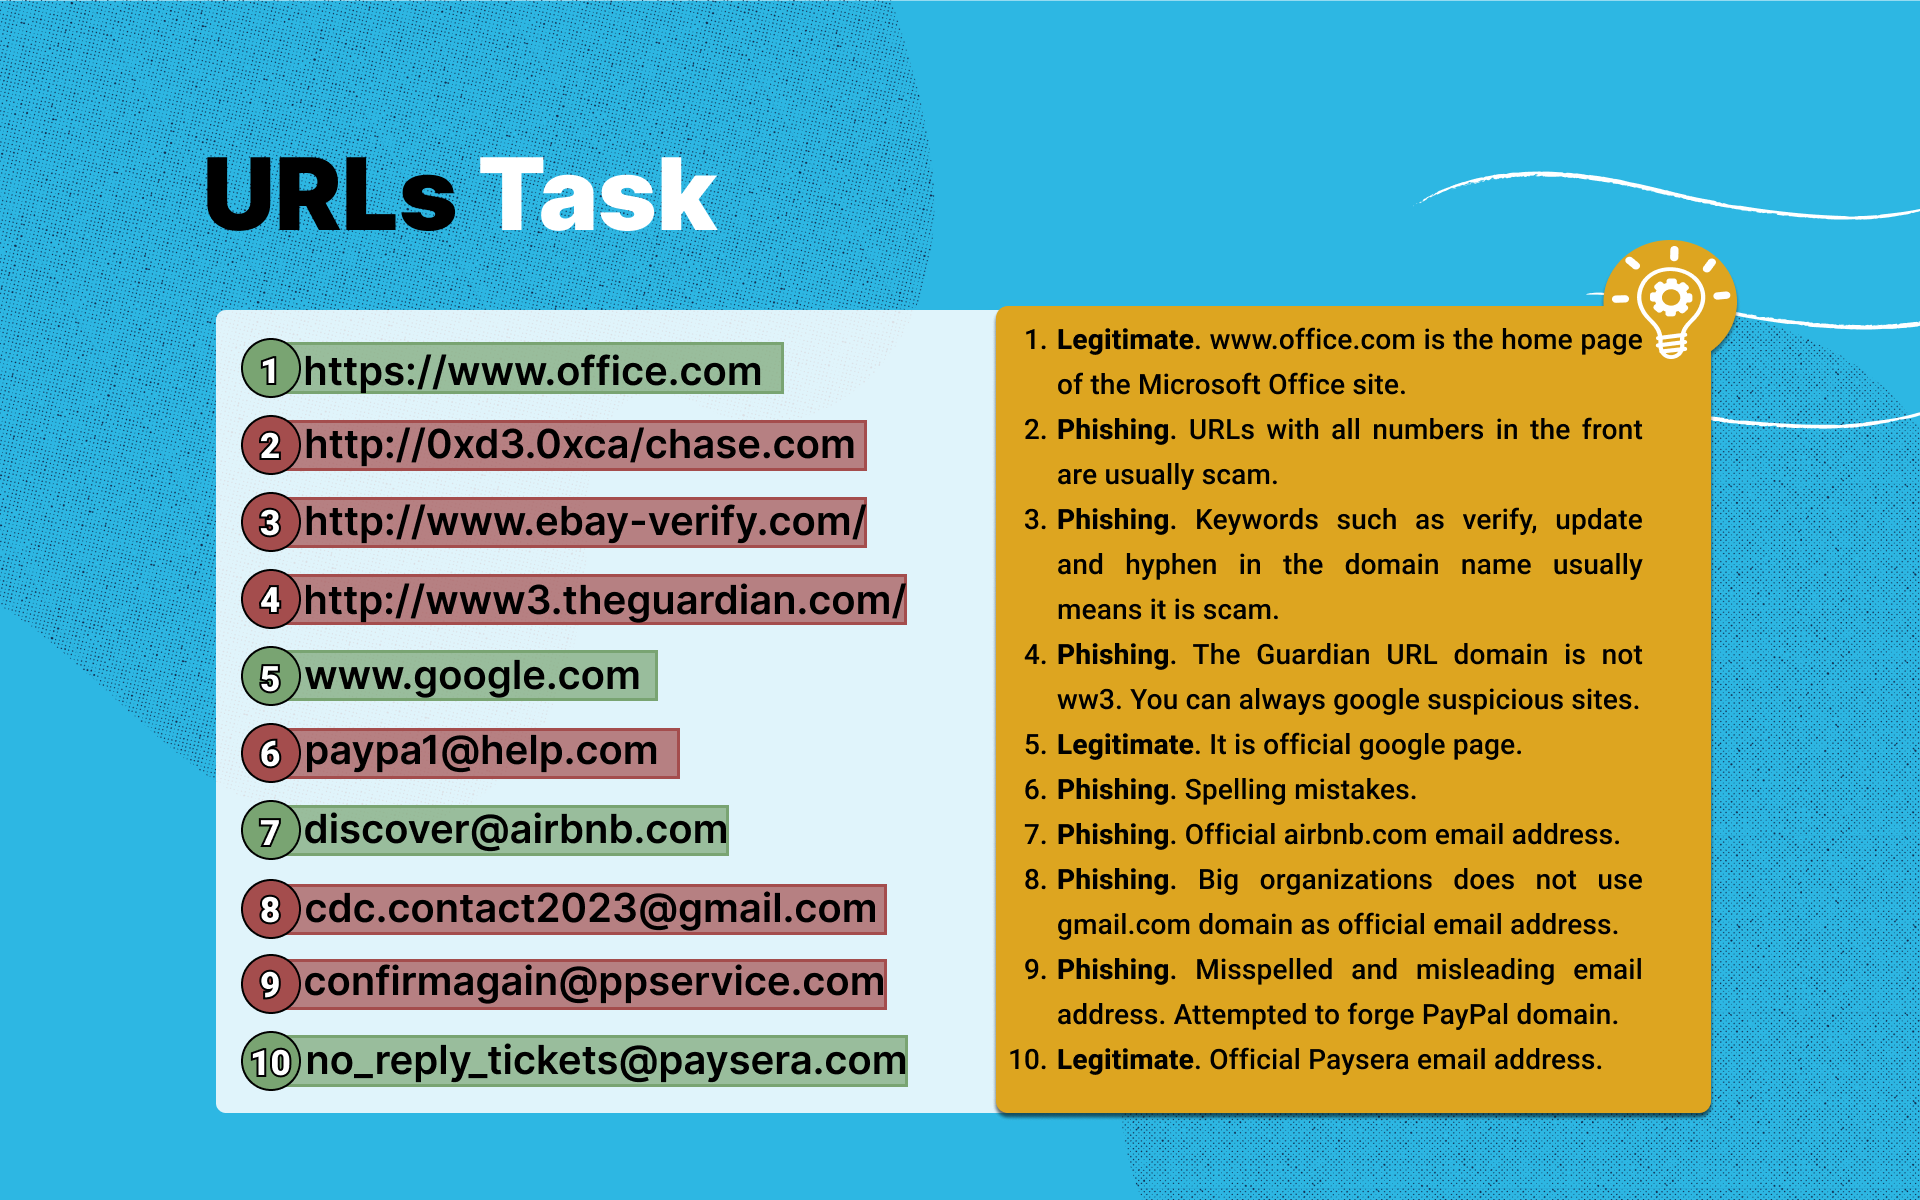 URLs Task
1 https://www.office.com
2 http://0xd3.0xca/chase.com
3 http://www.ebay-verify.com/
4 http://www3.theguardian.com/
5 www.google.com
6 paypa1@help.com
7 discover@airbnb.com
8 cdc.contact2023@gmail.com
9 confirmagain@ppservice.com
10 no_reply_tickets@paysera.com
1. Legitimate. www.office.com is the home page
of the Microsoft Office site.
2. Phishing. URLs with all numbers in the front
are usually scam.
3. Phishing. Keywords such as verify, update
and hyphen in the domain name usually
means it is scam.
4. Phishing. The Guardian URL domain is not
ww3. You can always google suspicious sites.
5. Legitimate. It is official google page.
6. Phishing. Spelling mistakes.
7. Phishing. Official airbnb.com email address.
8. Phishing. Big organizations does not use
gmail.com domain as official email address.
9. Phishing. Misspelled and misleading email
address. Attempted to forge PayPal domain.
10. Legitimate. Official Paysera email address.